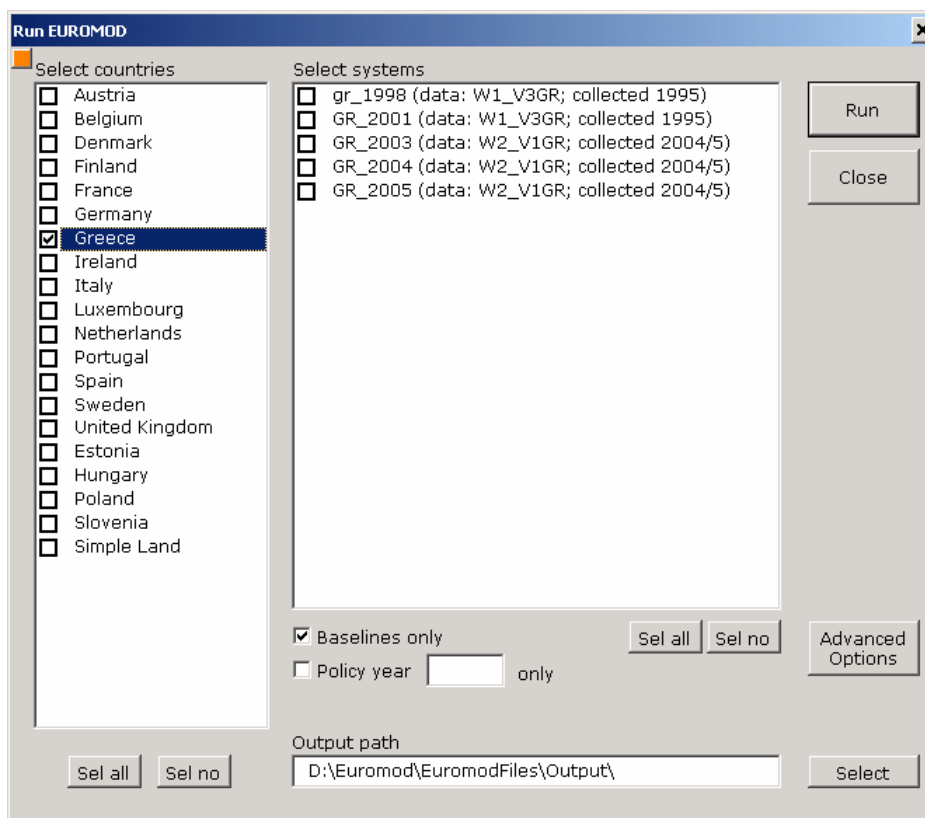 Run EUROMOD
Select countries
Austria
Belgium
Denmark
Finland
France
Germany
Greece
Ireland
Italy
Luxembourg
Netherlands
Portugal
Spain
Sweden
United Kingdom
Estonia
Hungary
Poland
Slovenia
Simple Land
Sel all Sel no
Select systems
gr_1998 (data: W1_V3GR; collected 1995)
GR_2001 (data: W1_V3GR; collected 1995)
GR_2003 (data: W2_V1GR; collected 2004/5)
GR_2004 (data: W2_V1GR; collected 2004/5)
GR_2005 (data: W2_V1GR; collected 2004/5)
Baselines only
Sel all Sel no
Policy year only
Output path
D:\Euromod\EuromodFiles\Output\
Run
Close
Advanced
Options
Select